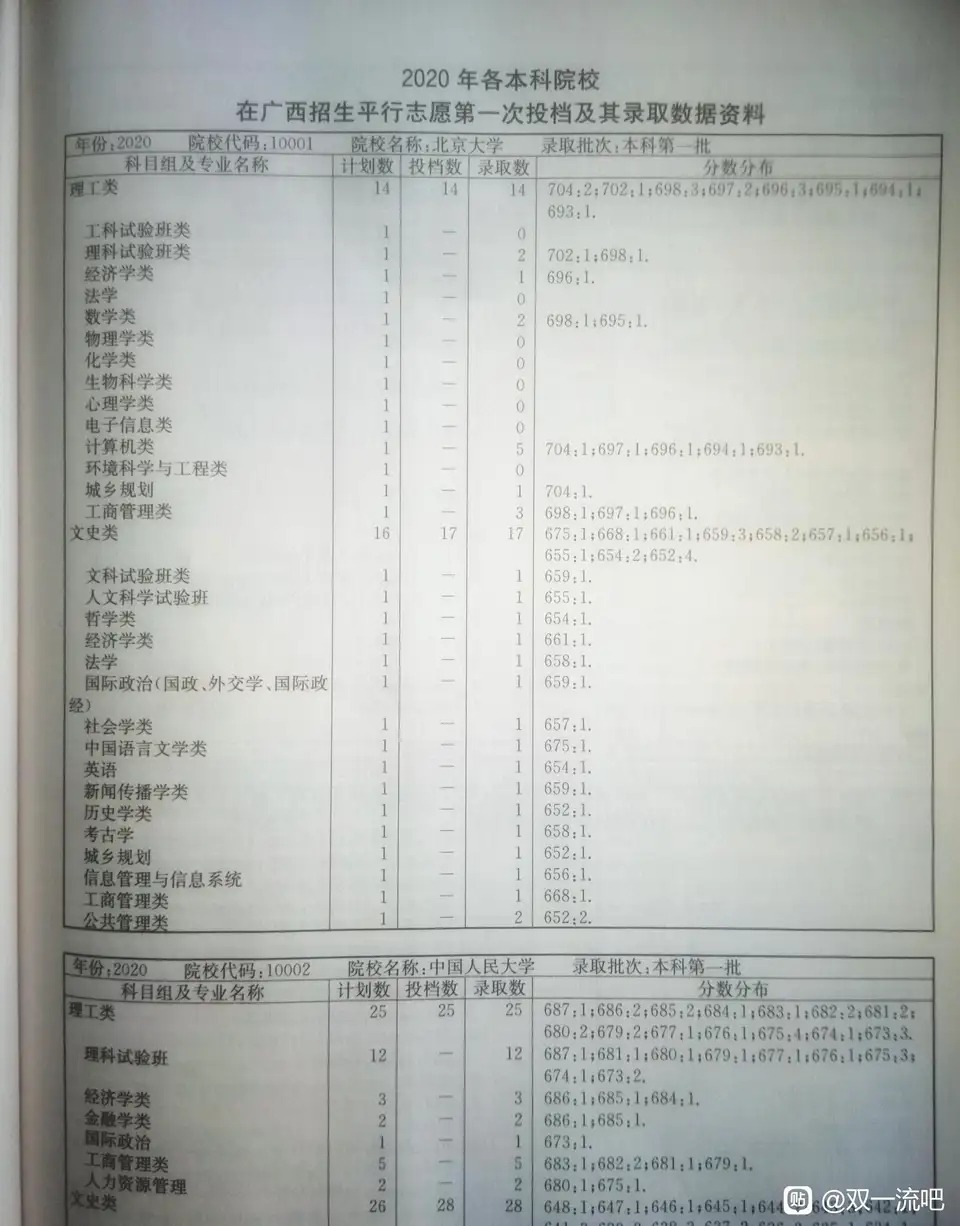 2020年各本科院校
在广西招生平行志愿第一次投档及其录取数据资料
年份:2020 院校代码:10001 院校名称:北京大学 录取批次:本科第一批
科目组及专业名称 计划数 投档数 录取数 分数分布
理工类 14 14 14 704:2;702:1;698:3;697:2;696:3;695:1;694:1;
693:1.
工科试验班类 1 — 0
理科试验班类 1 — 2 702:1;698:1.
经济学类 1 — 1 696:1.
法学 1 — 0
数学类 1 — 2 698:1;695:1.
物理学类 1 — 0
化学类 1 — 0
生物科学类 1 — 0
心理学类 1 — 0
电子信息类 1 — 0
计算机类 1 — 5 704:1;697:1;696:1;694:1;693:1.
环境科学与工程类 1 — 0
城乡规划 1 — 1 704:1.
工商管理类 1 — 3 698:1;697:1;696:1.
文史类 16 17 17 675:1;668:1;661:1;659:3;658:2;657:1;656:1;
655:1;654:2;652:4.
文科试验班类 1 — 1 659:1.
人文科学试验班 1 — 1 655:1.
哲学类 1 — 1 654:1.
经济学类 1 — 1 661:1.
法学 1 — 1 658:1.
国际政治(国政、外交学、国际政 1 — 1 659:1.
经)
社会学类 1 — 1 657:1.
中国语言文学类 1 — 1 675:1.
英语 1 — 1 654:1.
新闻传播学类 1 — 1 659:1.
历史学类 1 — 1 652:1.
考古学 1 — 1 658:1.
城乡规划 1 — 1 652:1.
信息管理与信息系统 1 — 1 656:1.
工商管理类 1 — 1 668:1.
公共管理类 1 — 2 652:2.
年份:2020 院校代码:10002 院校名称:中国人民大学 录取批次:本科第一批
科目组及专业名称 计划数 投档数 录取数 分数分布
理工类 25 25 25 687:1;686:2;685:2;684:1;683:1;682:2;681:2;
680:2;679:2;677:1;676:1;675:4;674:1;673:3.
理科试验班 12 — 12 687:1;681:1;680:1;679:1;677:1;676:1;675:3;
674:1;673:2.
经济学类 3 — 3 686:1;685:1;684:1.
金融学类 2 — 2 686:1;685:1.
国际政治 1 — 1 673:1.
工商管理类 5 — 5 683:1;682:2;681:1;679:1.
人力资源管理 2 — 2 680:1;675:1.
文史类 26 28 28 648:1;647:1;646:1;645:1;644
贴 @双一流吧